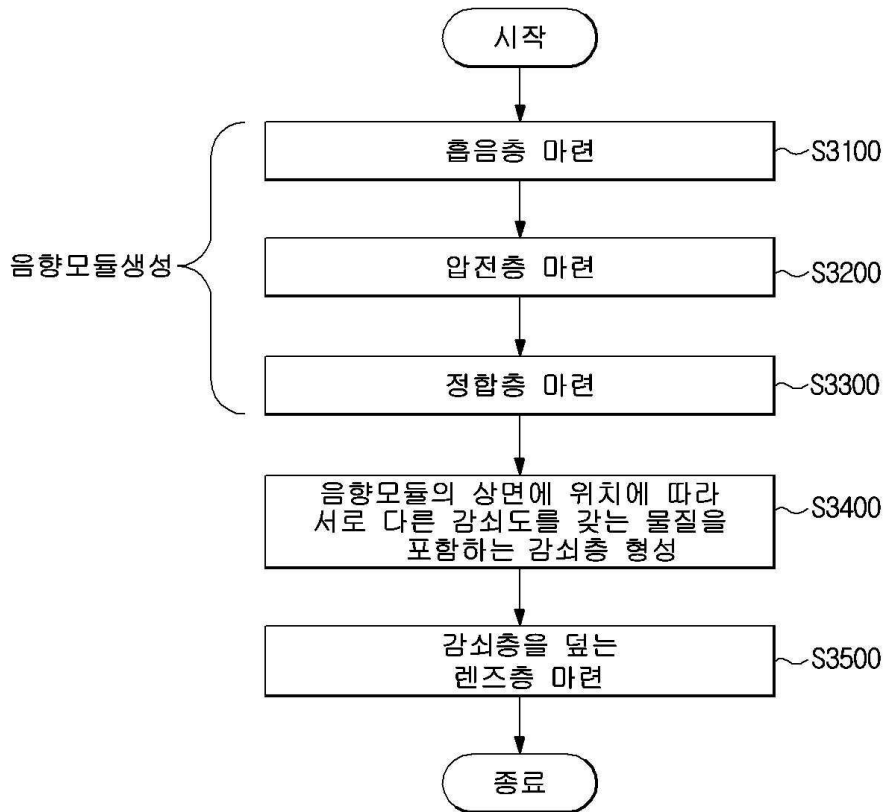 시작
흡음층 마련
S3100
음향모듈생성
압전층 마련
S3200
정합층 마련
S3300
음향모듈의 상면에 위치에 따라
서로 다른 감쇠도를 갖는 물질을
포함하는 감쇠층 형성
S3400
감쇠층을 덮는
렌즈층 마련
S3500
종료